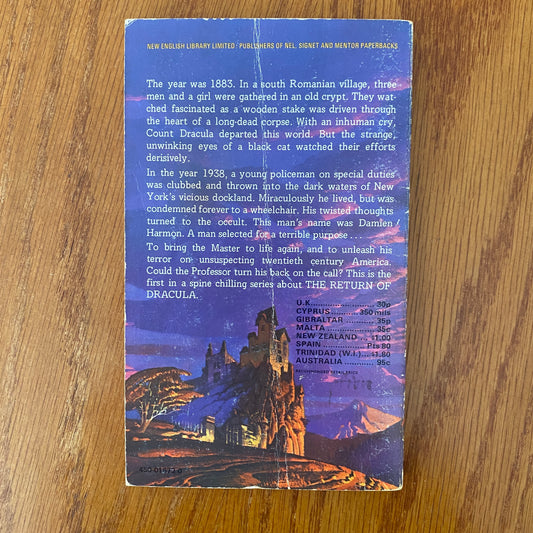 NEW ENGLISH LIBRARY LIMITED: PUBLISHERS OF NEL, SIGNET AND MENTOR PAPERBACKS
The year was 1883. In a south Romanian village, three
men and a girl were gathered in an old crypt. They wat-
ched fascinated as a wooden stake was driven through
the heart of a long-dead corpse. With an inhuman cry,
Count Dracula departed this world. But the strange,
unwinking eyes of a black cat watched their efforts
derisively.
In the year 1938, a young policeman on special duties
was clubbed and thrown into the dark waters of New
York's vicious dockland. Miraculously he lived, but was
condemned forever to a wheelchair. His twisted thoughts
turned to the occult. This man's name was Damien
Harmon. A man selected for a terrible purpose . . .
To bring the Master to life again, and to unleash his
terror on unsuspecting twentieth century America.
Could the Professor turn his back on the call? This is the
first in a spine chilling series about THE RETURN OF
DRACULA.
U.K. .................... 30p
CYPRUS ......... 350 mils
GIBRALTAR .......... 35p
MALTA ................ 35c
NEW ZEALAND ... $1.00
SPAIN ............. Pts 80
TRINIDAD (W.I.) ... $1.80
AUSTRALIA ......... 95c
RECOMMENDED RETAIL PRICE